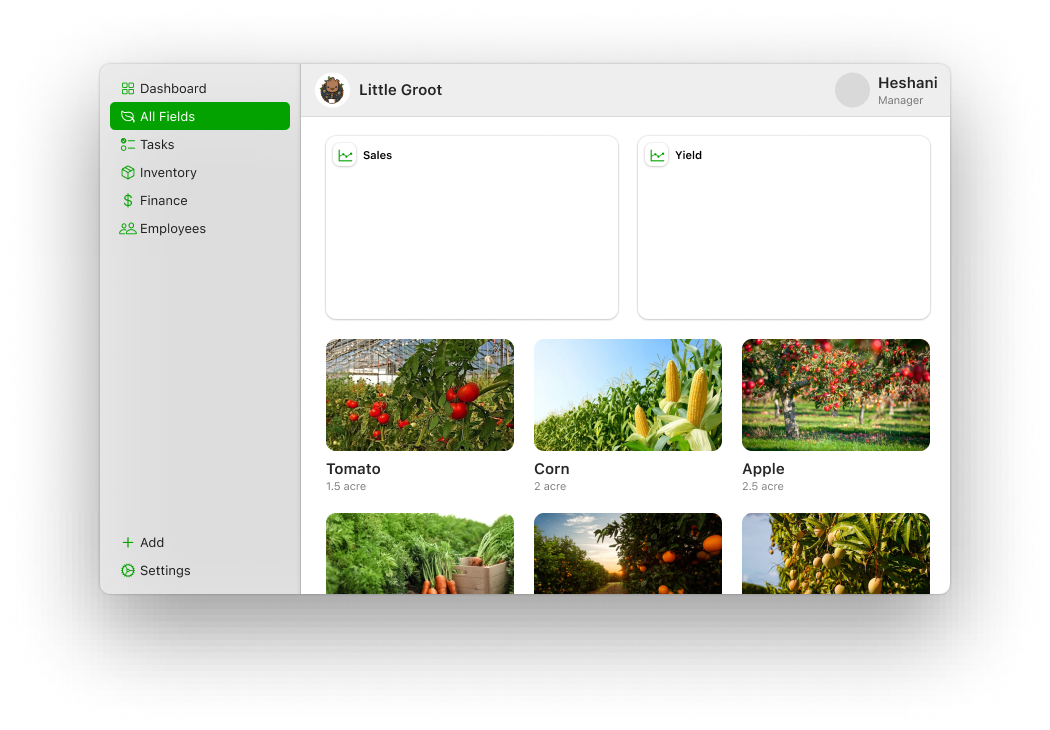 Dashboard
All Fields
Tasks
Inventory
Finance
Employees
Add
Settings
Little Groot
Heshani
Manager
Sales
Yield
Tomato
1.5 acre
Corn
2 acre
Apple
2.5 acre